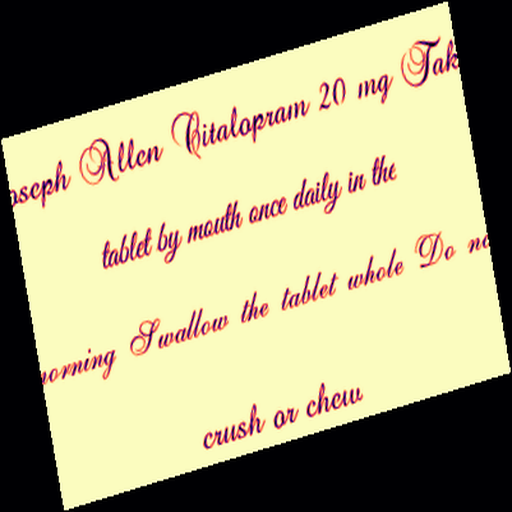 Allen Citalopram 20 mg
tablet by mouth once daily in the
Swallow the tablet whole Do
crush or chew